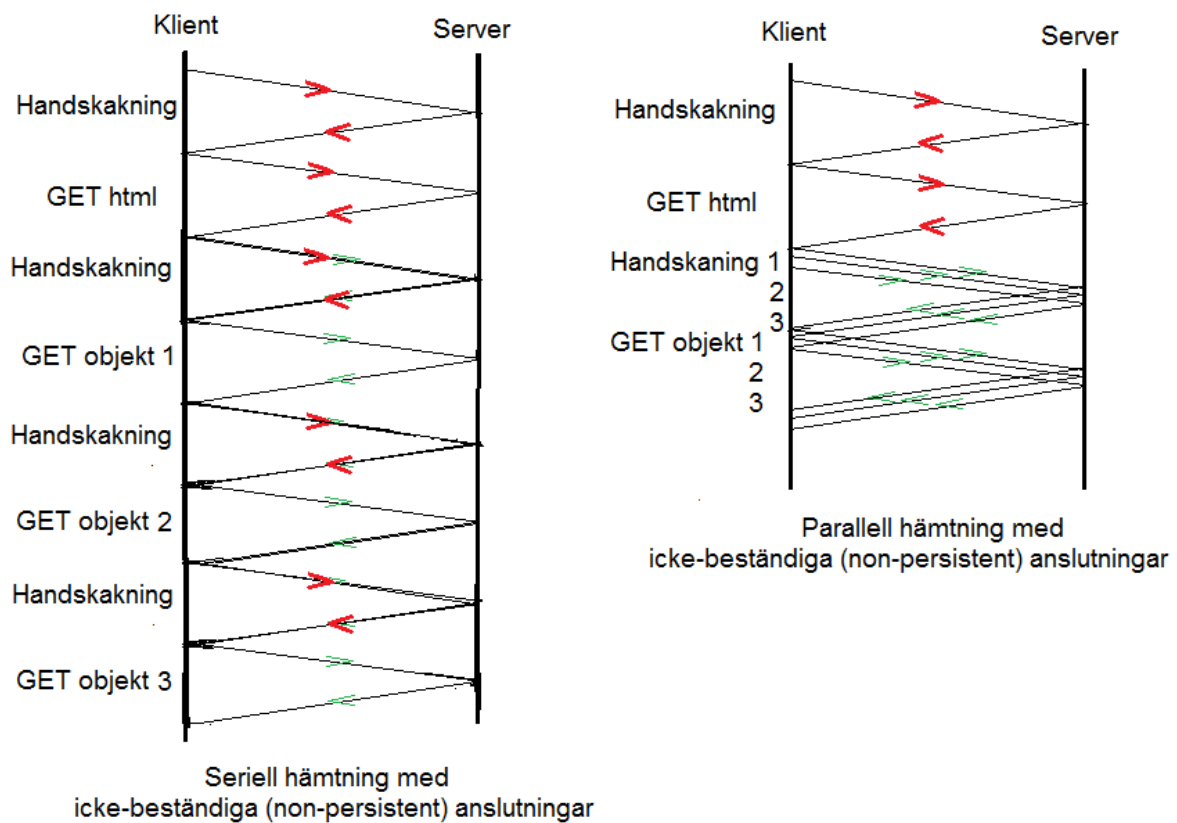 Klient
Server
Handskakning
GET html
Handskakning
GET objekt 1
Handskakning
GET objekt 2
Handskakning
GET objekt 3
Seriell hämtning med
icke-beständiga (non-persistent) anslutningar
Klient
Server
Handskakning
GET html
Handskaning 1
2
3
GET objekt 1
2
3
Parallell hämtning med
icke-beständiga (non-persistent) anslutningar